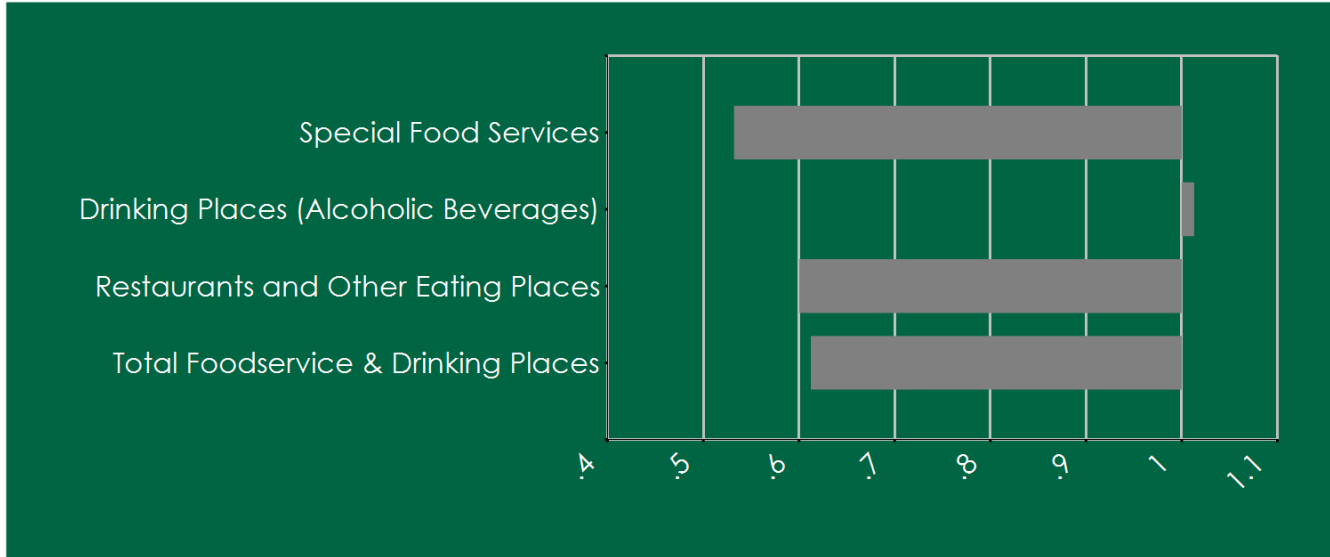 Special Food Services
Drinking Places (Alcoholic Beverages)
Restaurants and Other Eating Places
Total Foodservice & Drinking Places
.4 .5 .6 .7 .8 .9 1 1.1